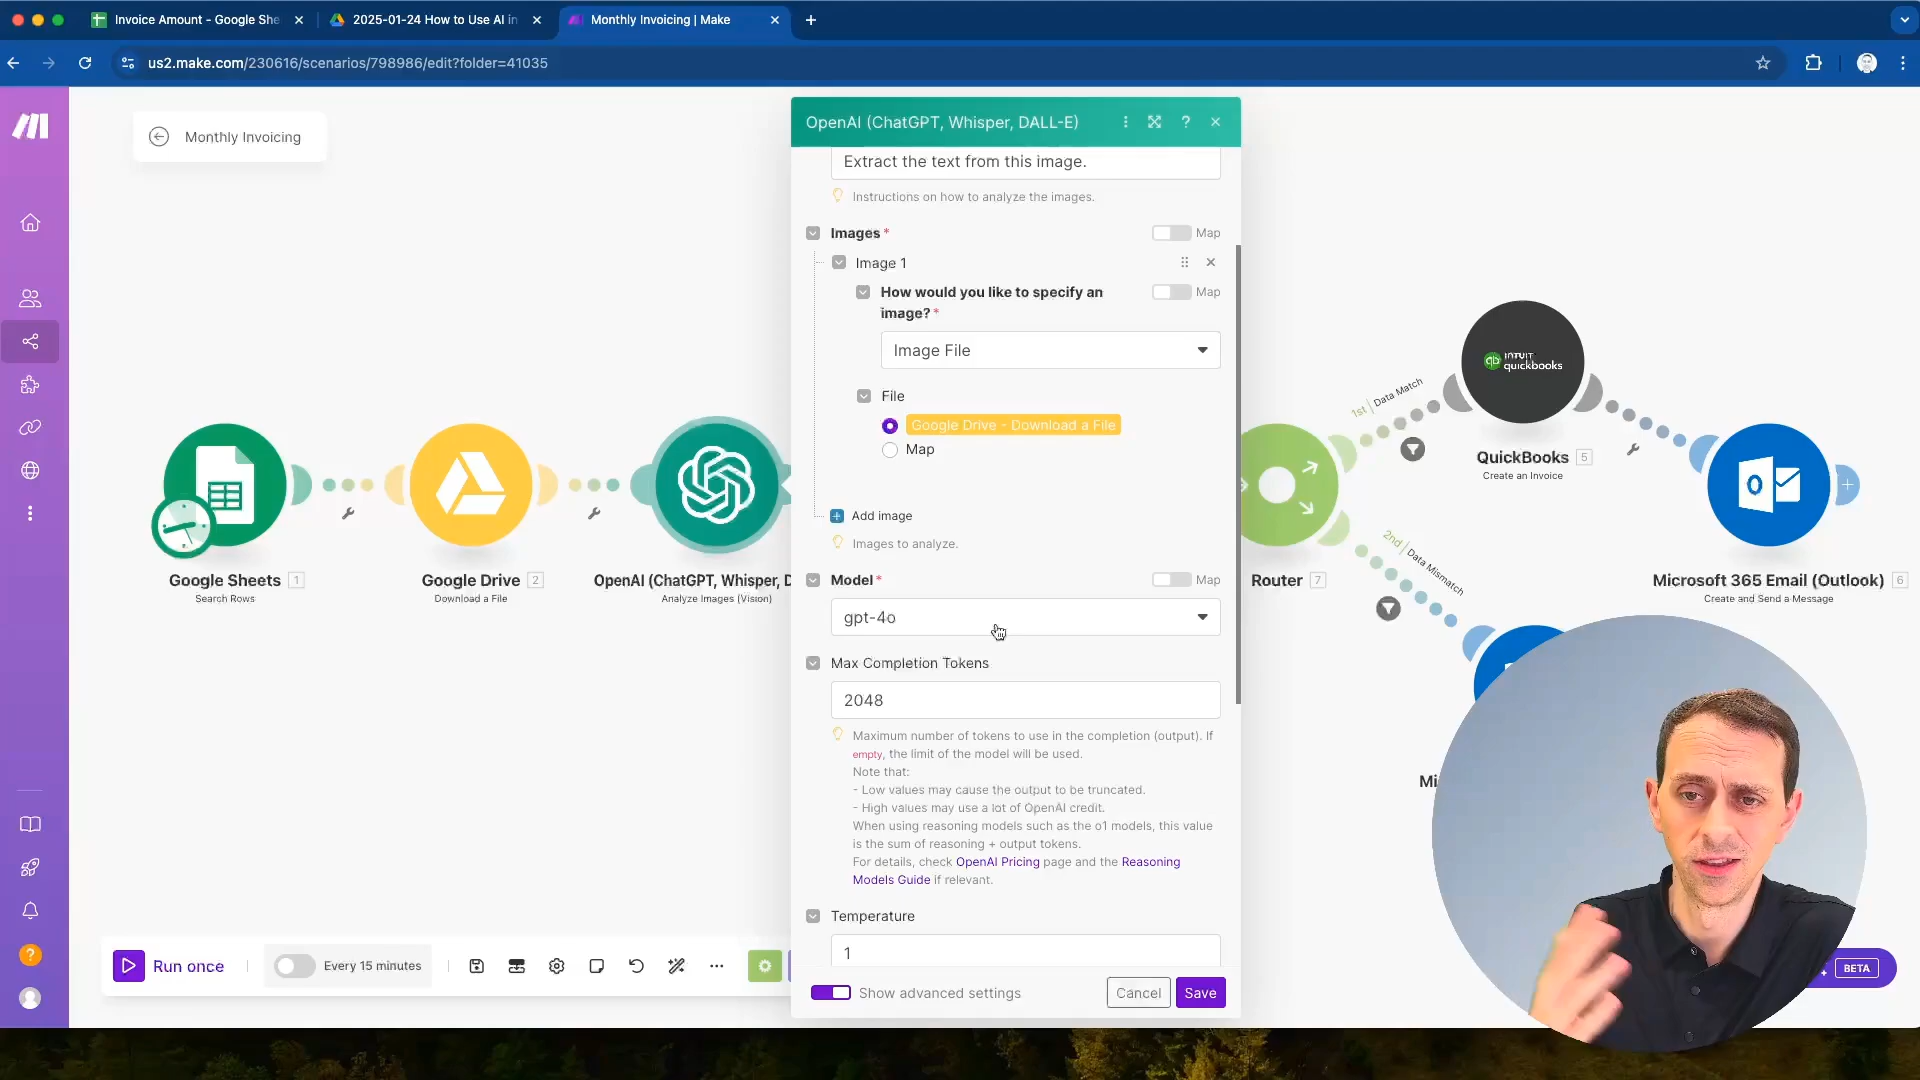 Invoice Amount - Google She
2025-01-24 How to Use AI in
Monthly Invoicing | Make
us2.make.com/230616/scenarios/798986/edit?folder=41035
Monthly Invoicing
OpenAI (ChatGPT, Whisper, DALL-E)
Extract the text from this image.
Instructions on how to analyze the images.
Images *
Map
Image 1
How would you like to specify an image? *
Map
Image File
File
Google Drive - Download a File
Map
Add image
Images to analyze.
Model *
Map
gpt-4o
Max Completion Tokens
2048
Maximum number of tokens to use in the completion (output). If
empty, the limit of the model will be used.
Note that:
- Low values may cause the output to be truncated.
- High values may use a lot of OpenAI credit.
When using reasoning models such as the o1 models, this value
is the sum of reasoning + output tokens.
For details, check OpenAI Pricing page and the Reasoning
Models Guide if relevant.
Temperature
1
Show advanced settings
Cancel
Save
Google Sheets 1
Search Rows
Google Drive 2
Download a File
OpenAI (ChatGPT, Whisper, D
Analyze Images (Vision)
Router 7
1st | Data Match
2nd | Data Mismatch
INTUIT
quickbooks
QuickBooks 5
Create an Invoice
Microsoft 365 Email (Outlook) 6
Create and Send a Message
Mi
Run once
Every 15 minutes
BETA